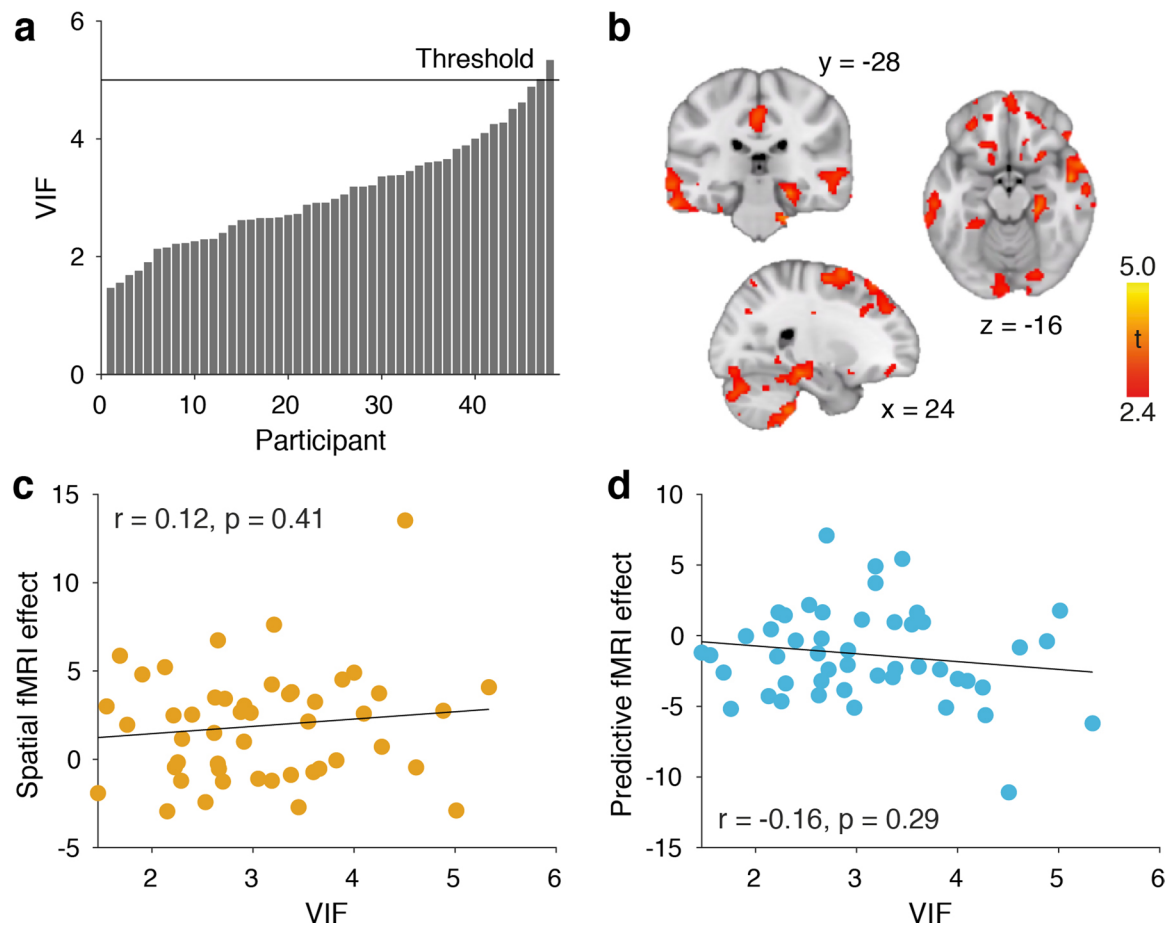 a
6
4
2
0
VIF
Threshold
0
10
20
30
40
Participant
b
y = -28
z = -16
x = 24
5.0
t
2.4
c
15
10
5
0
-5
Spatial fMRI effect
r = 0.12, p = 0.41
2
3
4
5
6
VIF
d
10
5
0
-5
-10
-15
Predictive fMRI effect
r = -0.16, p = 0.29
2
3
4
5
6
VIF